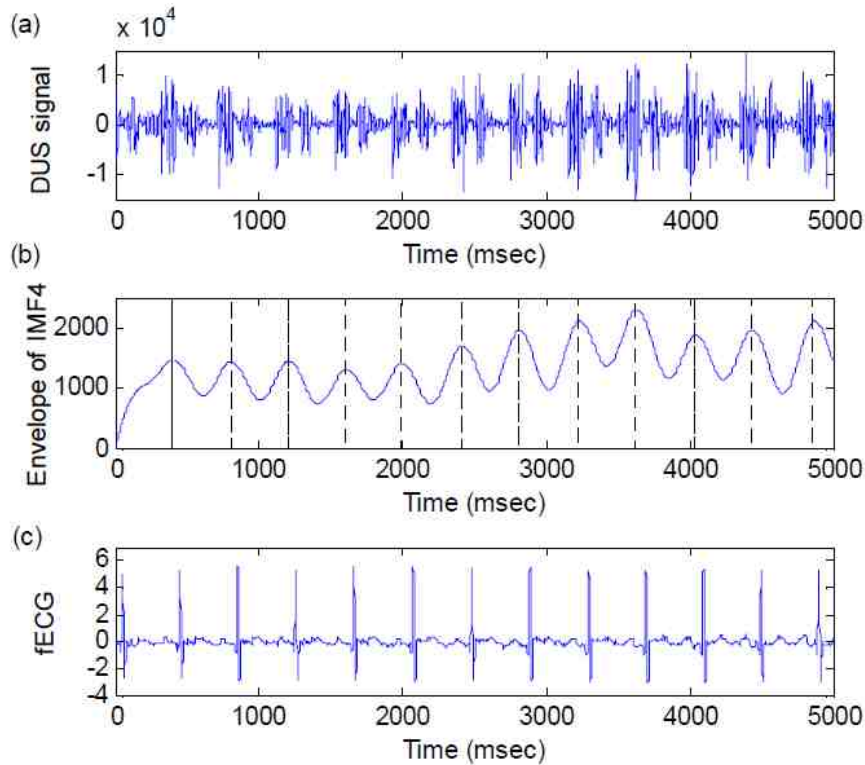 (a)
x 10^4
DUS signal
1
0
-1
0 1000 2000 3000 4000 5000
Time (msec)
(b)
Envelope of IMF4
2000
1000
0
0 1000 2000 3000 4000 5000
Time (msec)
(c)
fECG
6
4
2
0
-2
-4
0 1000 2000 3000 4000 5000
Time (msec)